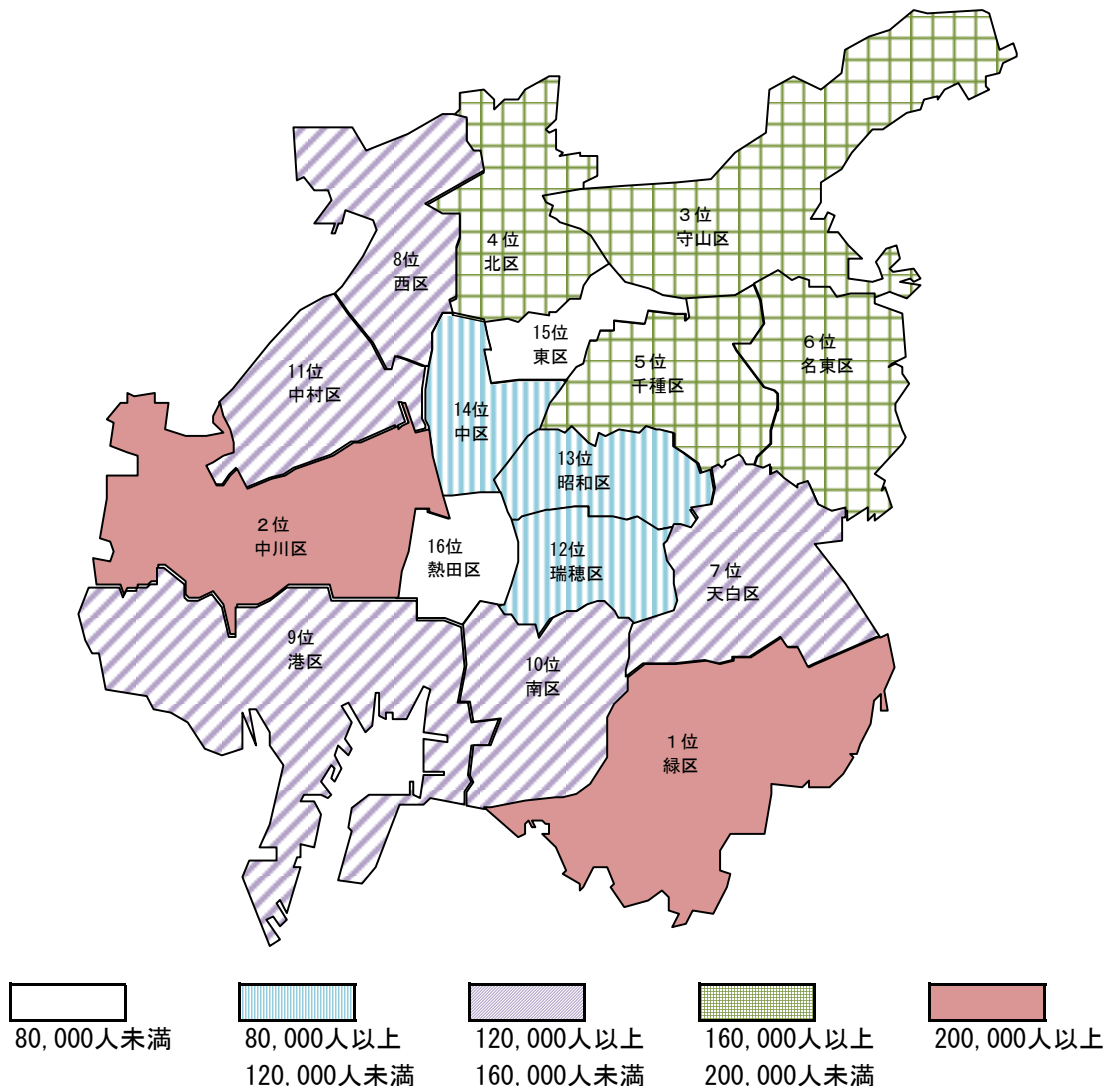 3位
守山区
4位
北区
8位
西区
15位
東区
5位
千種区
6位
名東区
11位
中村区
14位
中区
13位
昭和区
2位
中川区
16位
熱田区
12位
瑞穂区
7位
天白区
9位
港区
10位
南区
1位
緑区
80,000人未満
80,000人以上
120,000人未満
120,000人以上
160,000人未満
160,000人以上
200,000人未満
200,000人以上